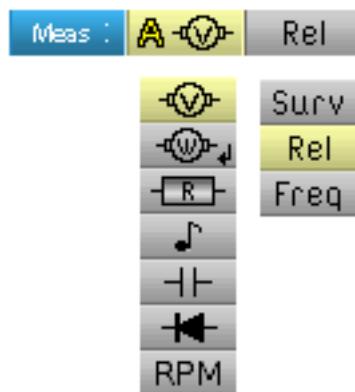 Meas : A V Rel
V Surv
W Rel
R Freq
RPM